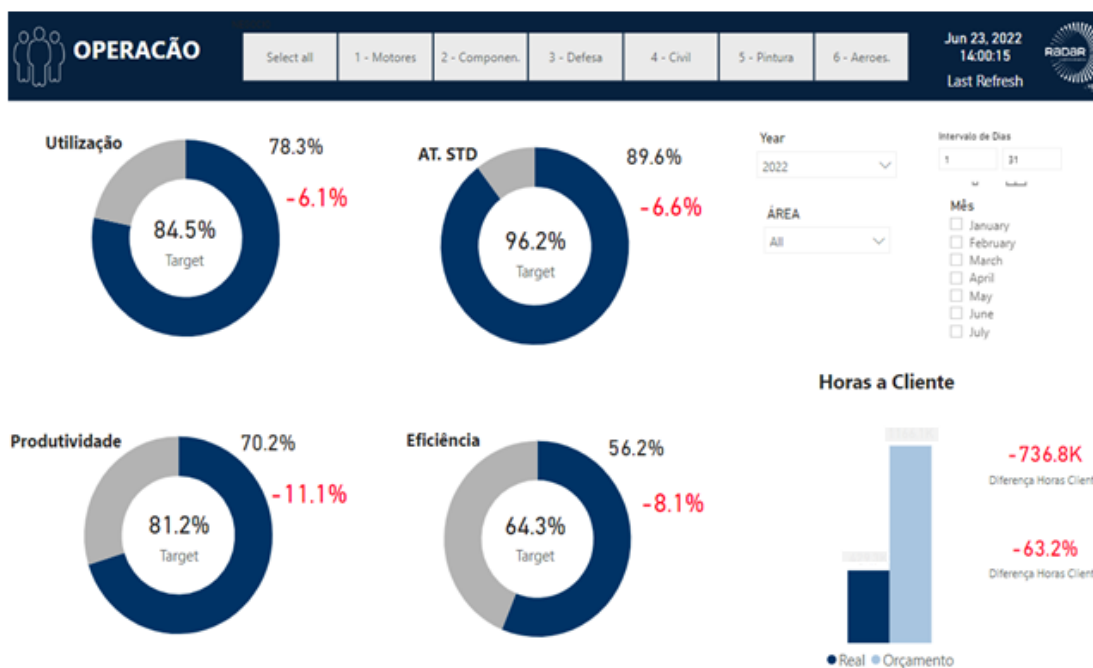 OPERACÃO
Select all
1 - Motores
2 - Componen.
3 - Defesa
4 - Civil
5 - Pintura
6 - Aeroes.
Jun 23, 2022
14:00:15
Last Refresh
RADAR
Utilização
78.3%
-6.1%
84.5%
Target
AT. STD
89.6%
-6.6%
96.2%
Target
Year
2022
Intervalo de Dias
1
31
ÁREA
All
Mês
January
February
March
April
May
June
July
Produtividade
70.2%
-11.1%
81.2%
Target
Eficiência
56.2%
-8.1%
64.3%
Target
Horas a Cliente
-736.8K
Diferença Horas Client
-63.2%
Diferença Horas Client
Real
Orçamento